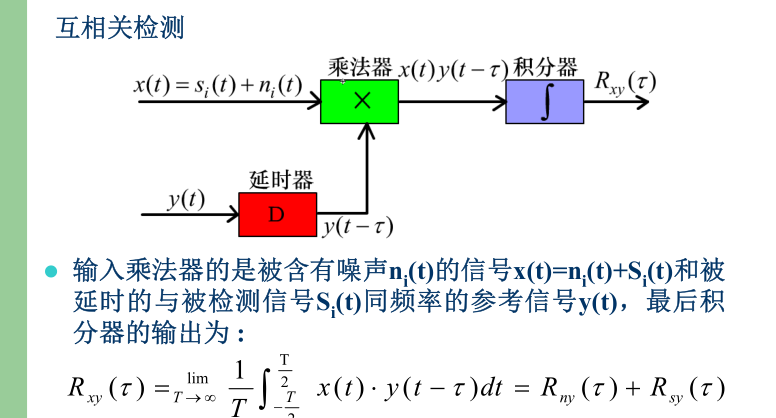 互相关检测
乘法器 x(t)y(t−τ) 积分器
x(t)=s_i(t)+n_i(t)
R_xy(τ)
×
∫
延时器
y(t)
D
y(t−τ)
● 输入乘法器的是被含有噪声n_i(t)的信号x(t)=n_i(t)+S_i(t)和被
延时的与被检测信号S_i(t)同频率的参考信号y(t)，最后积
分器的输出为：
R_xy(τ) = lim_{T→∞} 1/T ∫_{-T/2}^{T/2} x(t)·y(t−τ)dt = R_ny(τ) + R_sy(τ)